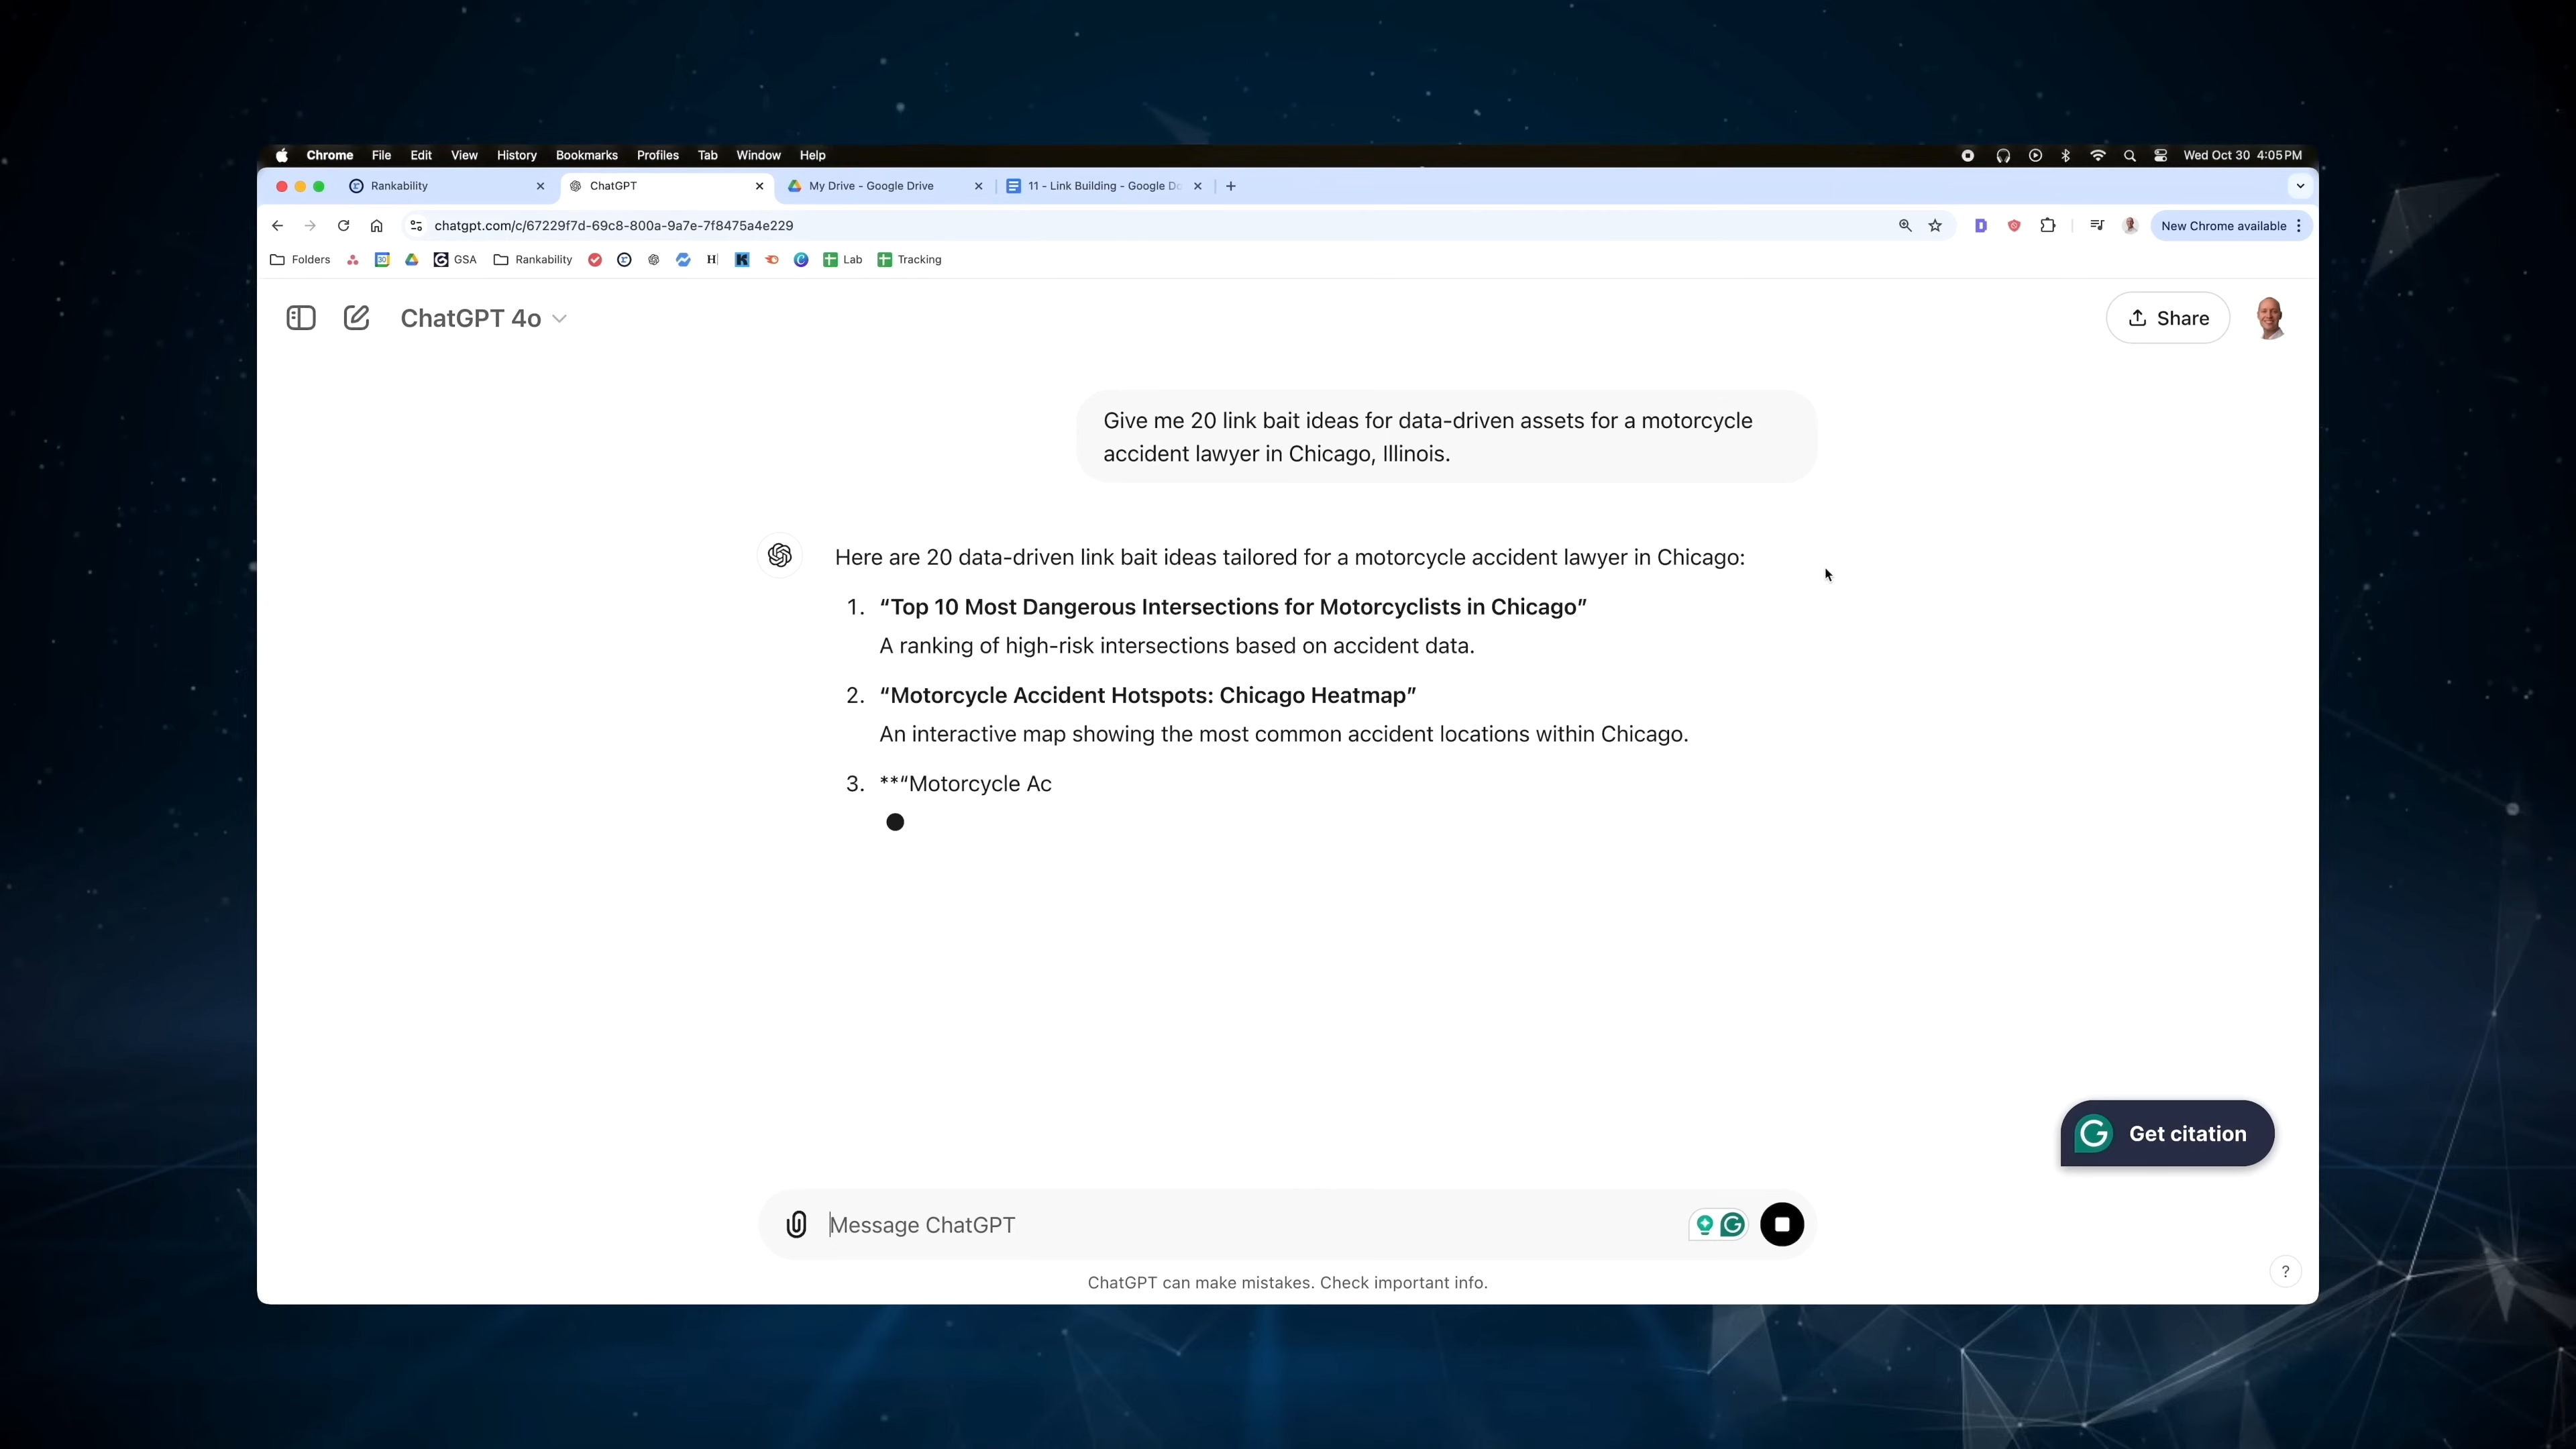 Chrome File Edit View History Bookmarks Profiles Tab Window Help Wed Oct 30 4:05 PM
Rankability ChatGPT My Drive - Google Drive 11 - Link Building - Google Do
chatgpt.com/c/67229f7d-69c8-800a-9a7e-7f8475a4e229 New Chrome available
Folders 30 GSA Rankability H K Lab Tracking
ChatGPT 4o Share
Give me 20 link bait ideas for data-driven assets for a motorcycle
accident lawyer in Chicago, Illinois.
Here are 20 data-driven link bait ideas tailored for a motorcycle accident lawyer in Chicago:
1. “Top 10 Most Dangerous Intersections for Motorcyclists in Chicago”
A ranking of high-risk intersections based on accident data.
2. “Motorcycle Accident Hotspots: Chicago Heatmap”
An interactive map showing the most common accident locations within Chicago.
3. **“Motorcycle Ac
Get citation
Message ChatGPT
ChatGPT can make mistakes. Check important info.
?